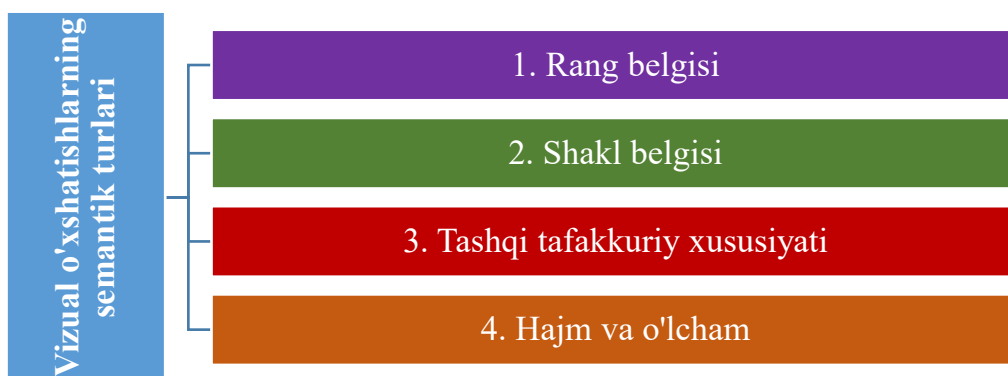 Vizual o'xshatishlarning
semantik turlari
1. Rang belgisi
2. Shakl belgisi
3. Tashqi tafakkuriy xususiyati
4. Hajm va o'lcham